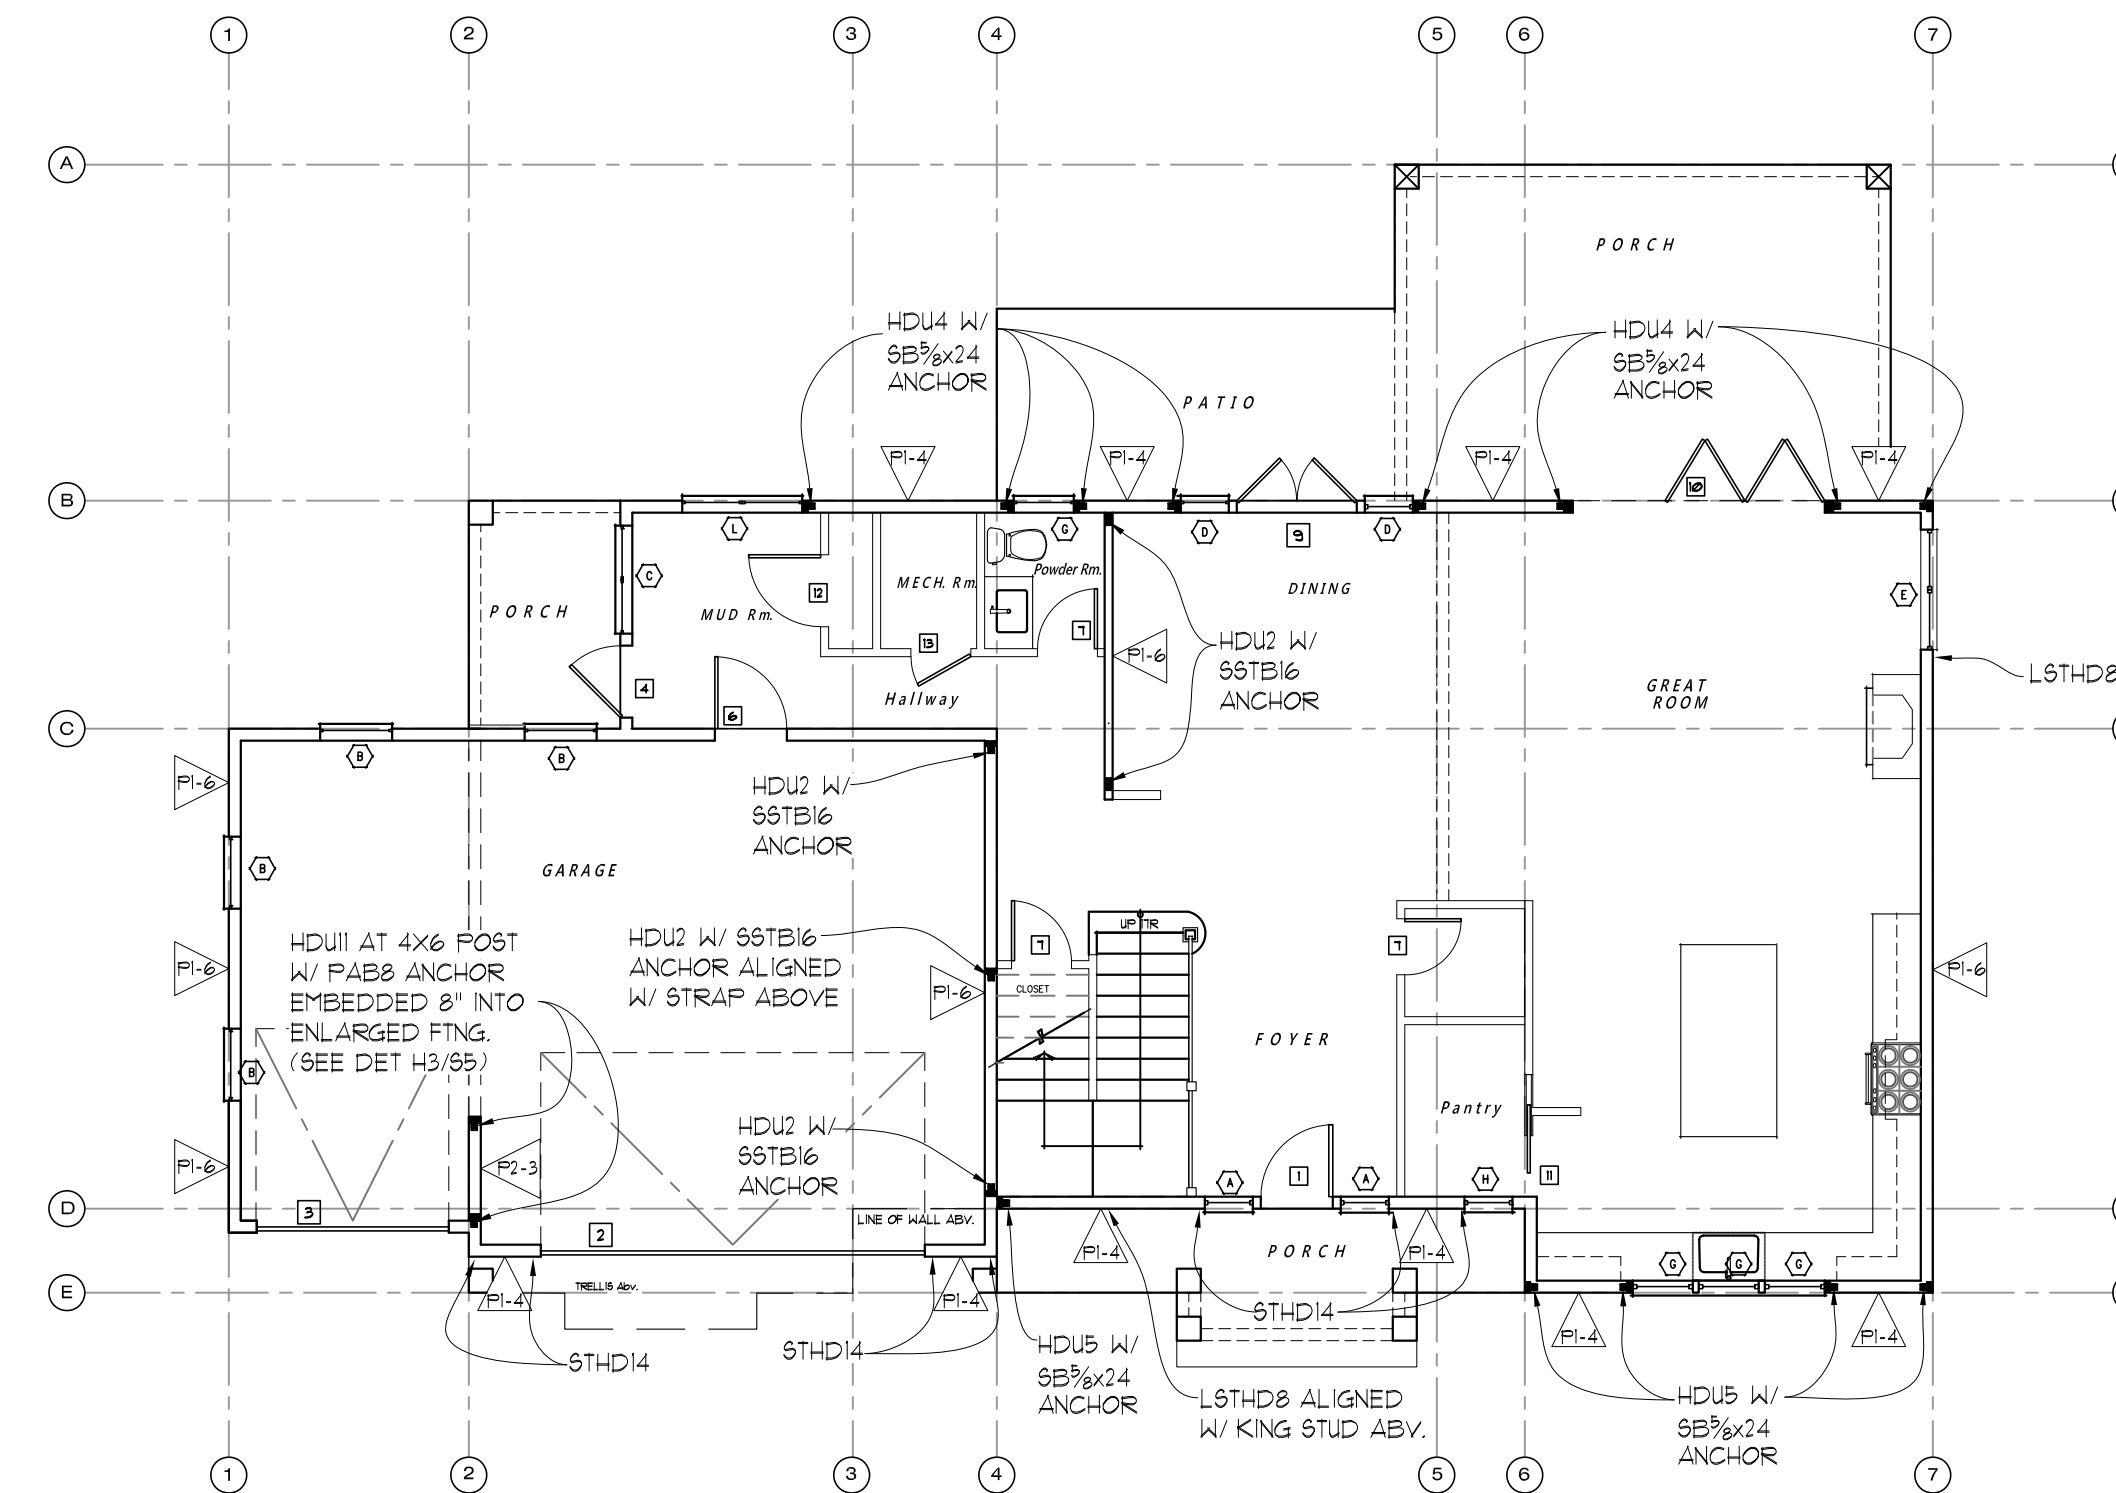 1 2 3 4 5 6 7
A
PORCH
HDU4 W/
SB5/8x24
ANCHOR
HDU4 W/
SB5/8x24
ANCHOR
PATIO
P1-4 P1-4 P1-4 P1-4
10
B
L G D 9 D
C
12
MECH. Rm.
Powder Rm.
DINING
E
PORCH
MUD Rm.
13
7
P1-6
HDU2 W/
SSTB16
ANCHOR
LSTHD8
4
6
Hallway
GREAT
ROOM
C
B B
P1-6
HDU2 W/
SSTB16
ANCHOR
B
GARAGE
HDU11 AT 4X6 POST
W/ PAB8 ANCHOR
EMBEDDED 8" INTO
ENLARGED FTNG.
(SEE DET H3/S5)
HDU2 W/ SSTB16
ANCHOR ALIGNED
W/ STRAP ABOVE
UP 17R
7
7
P1-6
P1-6
CLOSET
P1-6
FOYER
B
Pantry
HDU2 W/
SSTB16
ANCHOR
P1-6
P2-3
A 1 A H 11
D
3
2
LINE OF WALL ABV.
P1-4
PORCH
P1-4
G G G
E
P1-4
TRELLIS Abv.
P1-4
STHD14
P1-4
P1-4
STHD14
STHD14
HDU5 W/
SB5/8x24
ANCHOR
LSTHD8 ALIGNED
W/ KING STUD ABV.
HDU5 W/
SB5/8x24
ANCHOR
1 2 3 4 5 6 7